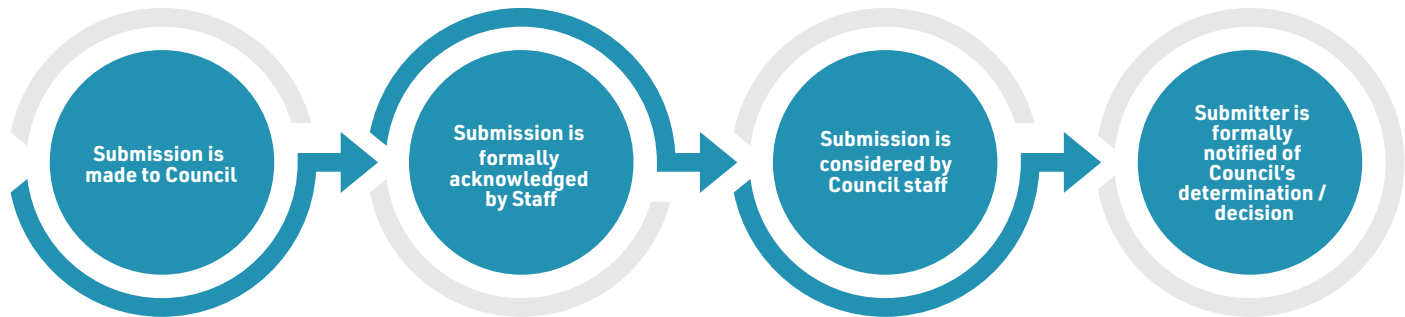 Submission is
made to Council
Submission is
formally
acknowledged
by Staff
Submission is
considered by
Council staff
Submitter is
formally
notified of
Council’s
determination /
decision